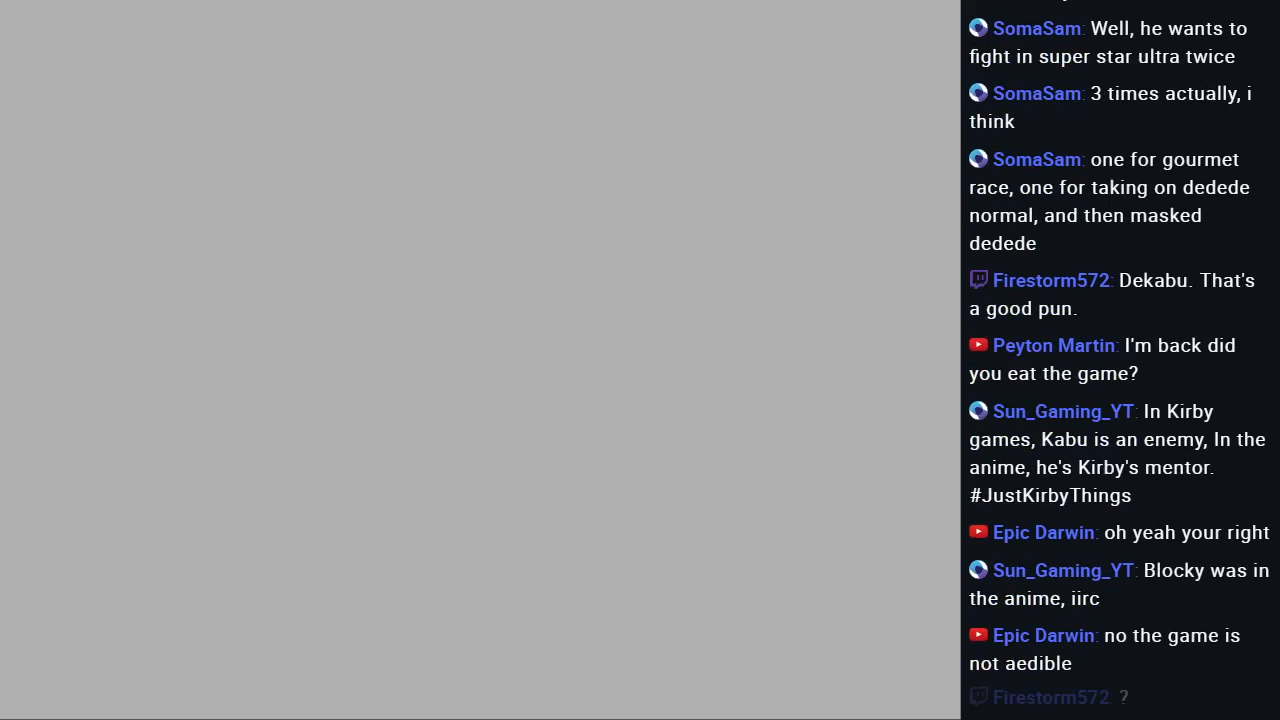 SomaSam: Well, he wants to
fight in super star ultra twice
SomaSam: 3 times actually, i
think
SomaSam: one for gourmet
race, one for taking on dedede
normal, and then masked
dedede
Firestorm572: Dekabu. That's
a good pun.
Peyton Martin: I'm back did
you eat the game?
Sun_Gaming_YT: In Kirby
games, Kabu is an enemy, In the
anime, he's Kirby's mentor.
#JustKirbyThings
Epic Darwin: oh yeah your right
Sun_Gaming_YT: Blocky was in
the anime, iirc
Epic Darwin: no the game is
not aedible
Firestorm572: ?